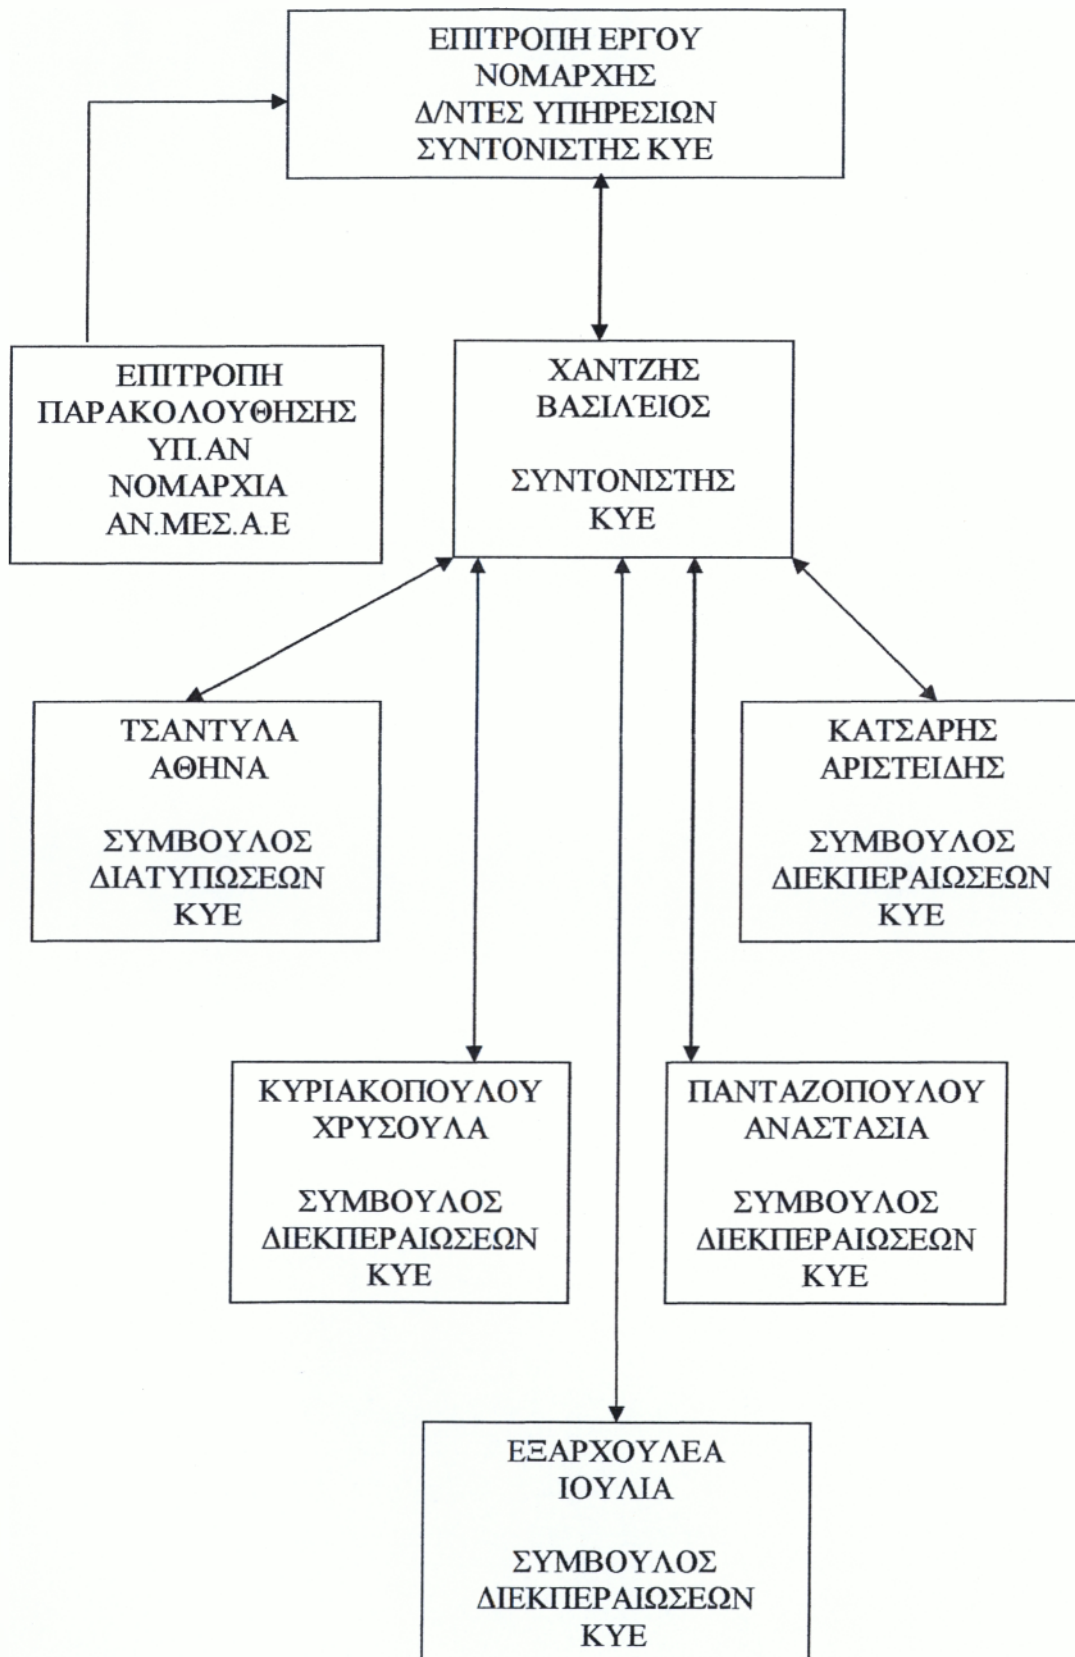 ΕΠΙΤΡΟΠΗ ΕΡΓΟΥ
ΝΟΜΑΡΧΗΣ
Δ/ΝΤΕΣ ΥΠΗΡΕΣΙΩΝ
ΣΥΝΤΟΝΙΣΤΗΣ ΚΥΕ
ΕΠΙΤΡΟΠΗ
ΠΑΡΑΚΟΛΟΥΘΗΣΗΣ
ΥΠ.ΑΝ
ΝΟΜΑΡΧΙΑ
ΑΝ.ΜΕΣ.Α.Ε
ΧΑΝΤΖΗΣ
ΒΑΣΙΛΈΙΟΣ
ΣΥΝΤΟΝΙΣΤΗΣ
ΚΥΕ
ΤΣΑΝΤΥΛΑ
ΑΘΗΝΑ
ΣΥΜΒΟΥΛΟΣ
ΔΙΑΤΥΠΩΣΕΩΝ
ΚΥΕ
ΚΑΤΣΑΡΗΣ
ΑΡΙΣΤΕΙΔΗΣ
ΣΥΜΒΟΥΛΟΣ
ΔΙΕΚΠΕΡΑΙΩΣΕΩΝ
ΚΥΕ
ΚΥΡΙΑΚΟΠΟΥΛΟΥ
ΧΡΥΣΟΥΛΑ
ΣΥΜΒΟΥΛΟΣ
ΔΙΕΚΠΕΡΑΙΩΣΕΩΝ
ΚΥΕ
ΠΑΝΤΑΖΟΠΟΥΛΟΥ
ΑΝΑΣΤΑΣΙΑ
ΣΥΜΒΟΥΛΟΣ
ΔΙΕΚΠΕΡΑΙΩΣΕΩΝ
ΚΥΕ
ΕΞΑΡΧΟΥΛΕΑ
ΙΟΥΛΙΑ
ΣΥΜΒΟΥΛΟΣ
ΔΙΕΚΠΕΡΑΙΩΣΕΩΝ
ΚΥΕ